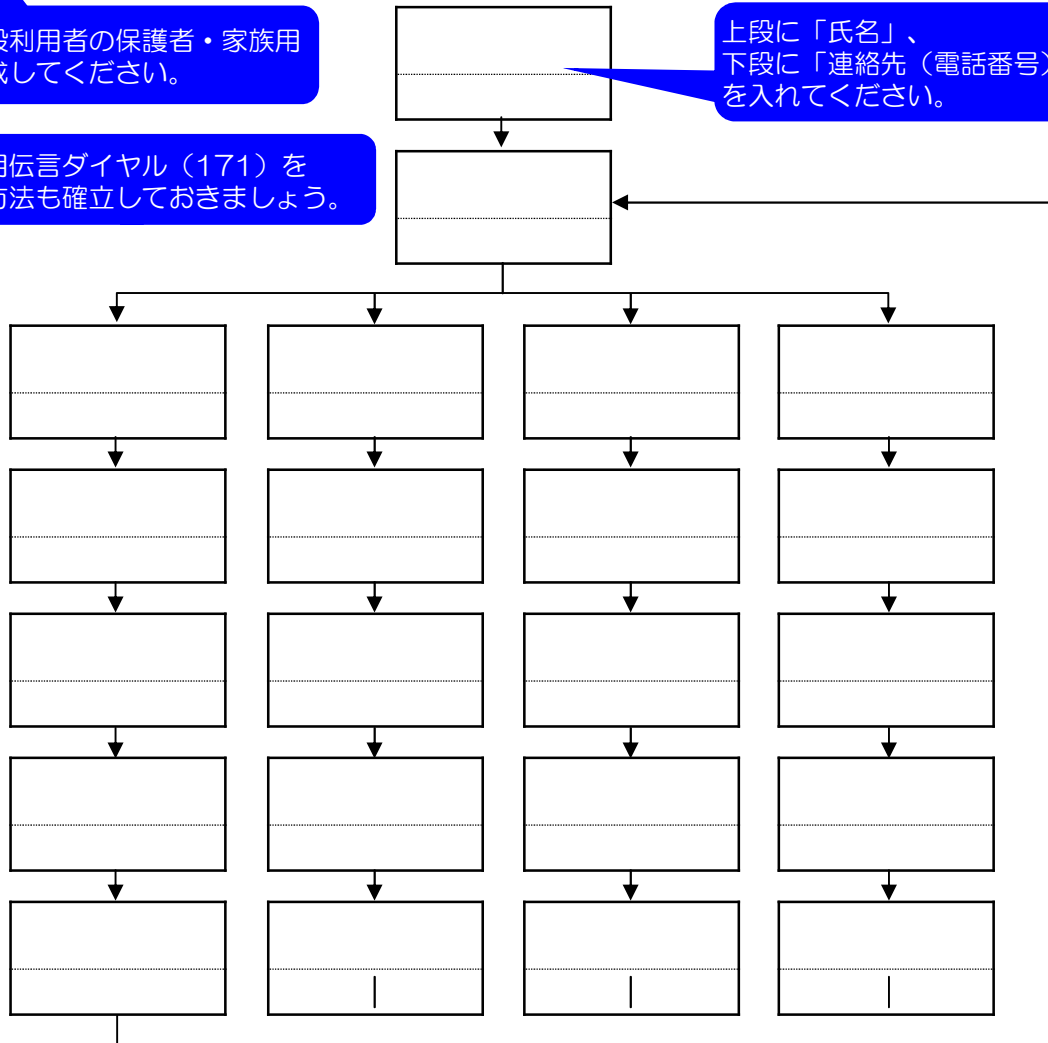 設利用者の保護者・家族用
成してください。
上段に「氏名」、
下段に「連絡先（電話番号）
を入れてください。
用伝言ダイヤル（171）を
方法も確立しておきましょう。